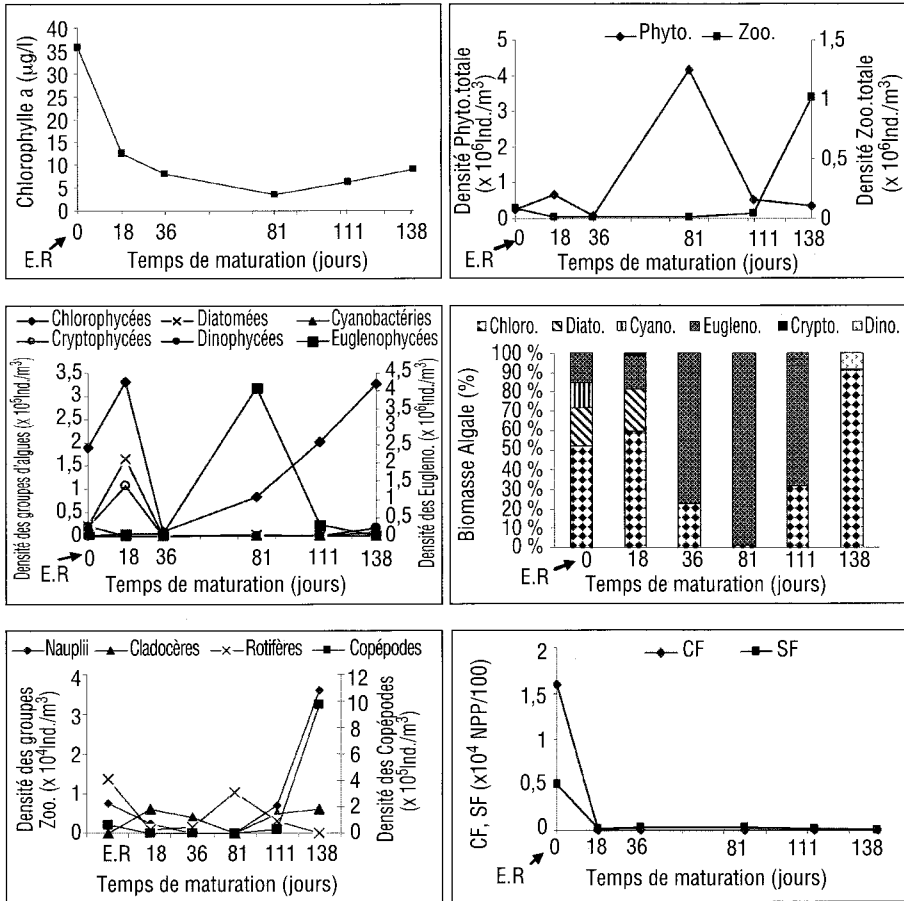 Chlorophylle a (µg/l)
40
35
30
25
20
15
10
5
0
0 18 36 81 111 138
E.R
Temps de maturation (jours)
Phyto. Zoo.
Densité Phyto.totale
(x 10⁶Ind./m³)
5
4
3
2
1
0
1,5
1
0,5
0
Densité Zoo.totale
(x 10⁶Ind./m³)
0 18 36 81 111 138
E.R
Temps de maturation (jours)
Chlorophycées Diatomées Cyanobactéries
Cryptophycées Dinophycées Euglenophycées
Densité des groupes d'algues (x 10⁵Ind./m³)
3,5
3
2,5
2
1,5
1
0,5
0
4,5
4
3,5
3
2,5
2
1,5
1
0,5
0
Densité des Eugleno. (x 10⁶Ind./m³)
0 18 36 81 111 138
E.R
Temps de maturation (jours)
Chloro. Diato. Cyano. Eugleno. Crypto. Dino.
Biomasse Algale (%)
100 %
90 %
80 %
70 %
60 %
50 %
40 %
30 %
20 %
10 %
0 %
0 18 36 81 111 138
E.R
Temps de maturation (jours)
Nauplii Cladocères Rotifères Copépodes
Densité des groupes
Zoo. (x 10⁴Ind./m³)
4
3
2
1
0
12
10
8
6
4
2
0
Densité des Copépodes
(x 10⁵Ind./m³)
E.R 18 36 81 111 138
Temps de maturation (jours)
CF SF
CF, SF (x10⁴ NPP/100)
2
1,5
1
0,5
0
0 18 36 81 111 138
E.R
Temps de maturation (jours)